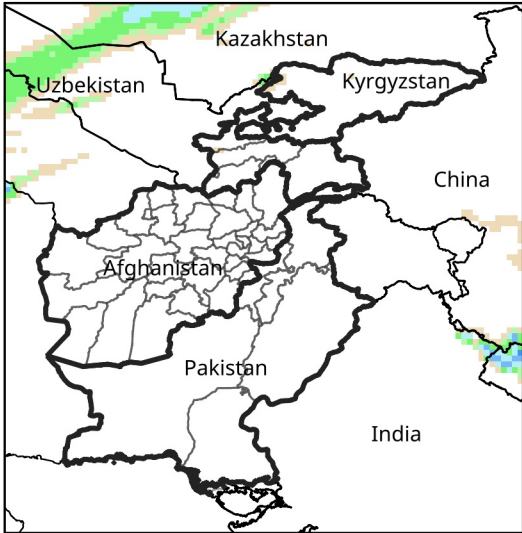 Kazakhstan
Uzbekistan
Kyrgyzstan
China
Afghanistan
Pakistan
India